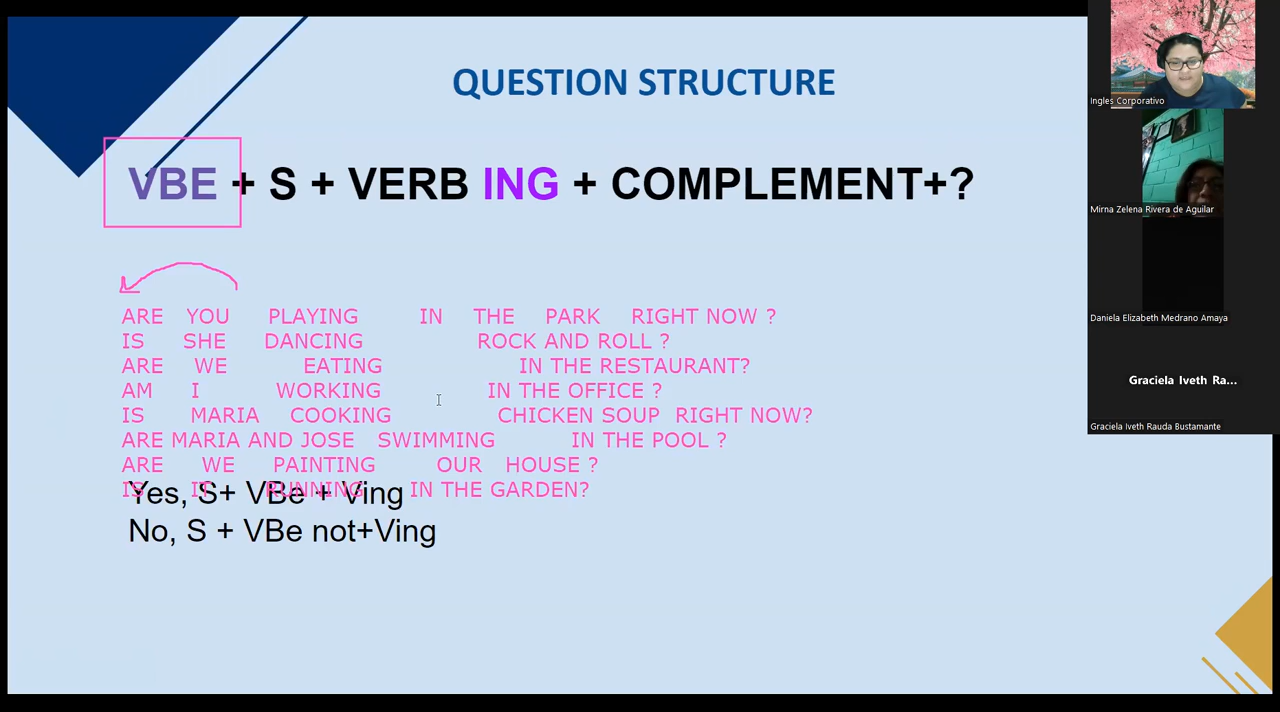 QUESTION STRUCTURE
VBE + S + VERB ING + COMPLEMENT+?
ARE YOU PLAYING IN THE PARK RIGHT NOW ?
IS SHE DANCING ROCK AND ROLL ?
ARE WE EATING IN THE RESTAURANT?
AM I WORKING IN THE OFFICE ?
IS MARIA COOKING CHICKEN SOUP RIGHT NOW?
ARE MARIA AND JOSE SWIMMING IN THE POOL ?
ARE WE PAINTING OUR HOUSE ?
IS IT RUNNING IN THE GARDEN?
Yes, S+ VBe + Ving
No, S + VBe not+Ving
Ingles Corporativo
Mirna Zelena Rivera de Aguilar
Daniela Elizabeth Medrano Amaya
Graciela Iveth Ra...
Graciela Iveth Rauda Bustamante